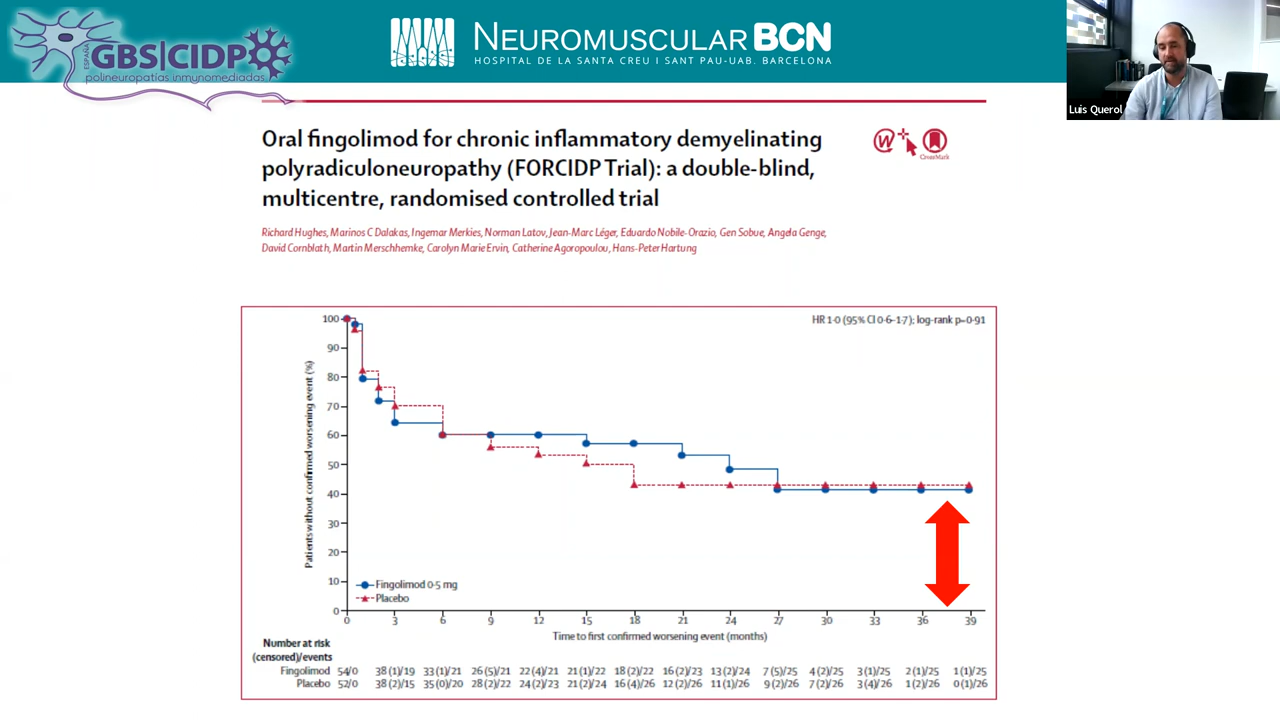 ESPAÑA
GBS|CIDP
polineuropatías inmunomediadas
NEUROMUSCULAR BCN
HOSPITAL DE LA SANTA CREU I SANT PAU-UAB. BARCELONA
Luis Querol
Oral fingolimod for chronic inflammatory demyelinating
polyradiculoneuropathy (FORCIDP Trial): a double-blind,
multicentre, randomised controlled trial
CrossMark
Richard Hughes, Marinos C Dalakas, Ingemar Merkies, Norman Latov, Jean-Marc Léger, Eduardo Nobile-Orazio, Gen Sobue, Angela Genge,
David Cornblath, Martin Merschhemke, Carolyn Marie Ervin, Catherine Agoropoulou, Hans-Peter Hartung
HR 1·0 (95% CI 0·6–1·7); log-rank p=0·91
Patients without confirmed worsening event (%)
100
90
80
70
60
50
40
30
20
10
0
Fingolimod 0·5 mg
Placebo
0 3 6 9 12 15 18 21 24 27 30 33 36 39
Time to first confirmed worsening event (months)
Number at risk
(censored)/events
Fingolimod 54/0 38 (1)/19 33 (1)/21 26 (5)/21 22 (4)/21 21 (1)/22 18 (2)/22 16 (2)/23 13 (2)/24 7 (5)/25 4 (2)/25 3 (1)/25 2 (1)/25 1 (1)/25
Placebo 52/0 38 (2)/15 35 (0)/20 28 (2)/22 24 (2)/23 21 (2)/24 16 (4)/26 12 (2)/26 11 (1)/26 9 (2)/26 7 (2)/26 3 (4)/26 1 (2)/26 0 (1)/26